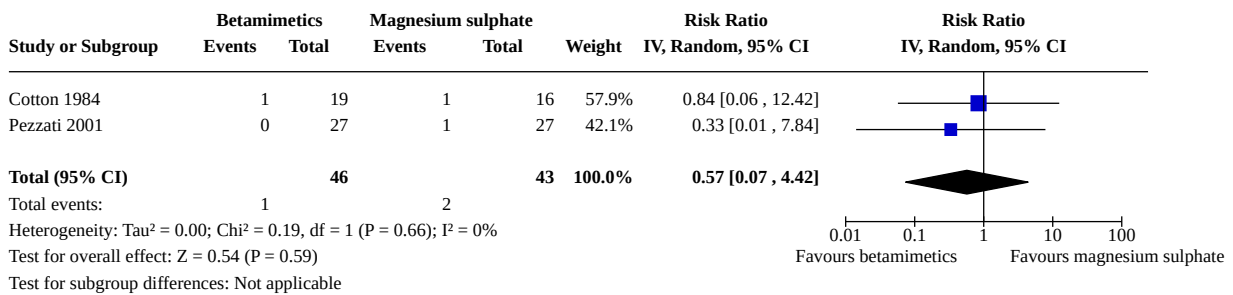 Betamimetics Magnesium sulphate Risk Ratio Risk Ratio
Study or Subgroup Events Total Events Total Weight IV, Random, 95% CI IV, Random, 95% CI
Cotton 1984 1 19 1 16 57.9% 0.84 [0.06 , 12.42]
Pezzati 2001 0 27 1 27 42.1% 0.33 [0.01 , 7.84]
Total (95% CI) 46 43 100.0% 0.57 [0.07 , 4.42]
Total events: 1 2
Heterogeneity: Tau² = 0.00; Chi² = 0.19, df = 1 (P = 0.66); I² = 0%
0.01 0.1 1 10 100
Test for overall effect: Z = 0.54 (P = 0.59) Favours betamimetics Favours magnesium sulphate
Test for subgroup differences: Not applicable